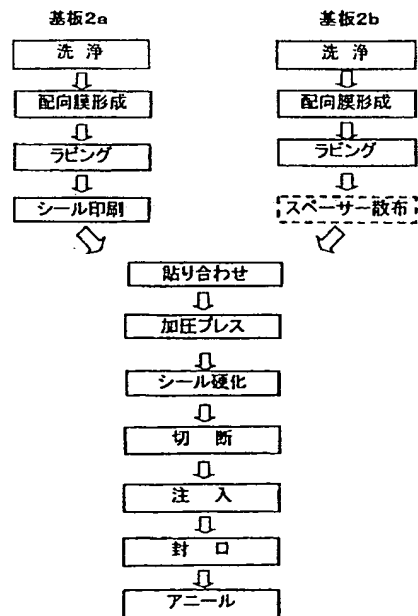 基板2a
洗 浄
配向膜形成
ラビング
シール印刷
基板2b
洗 浄
配向膜形成
ラビング
スペーサー散布
貼り合わせ
加圧プレス
シール硬化
切 断
注 入
封 口
アニール